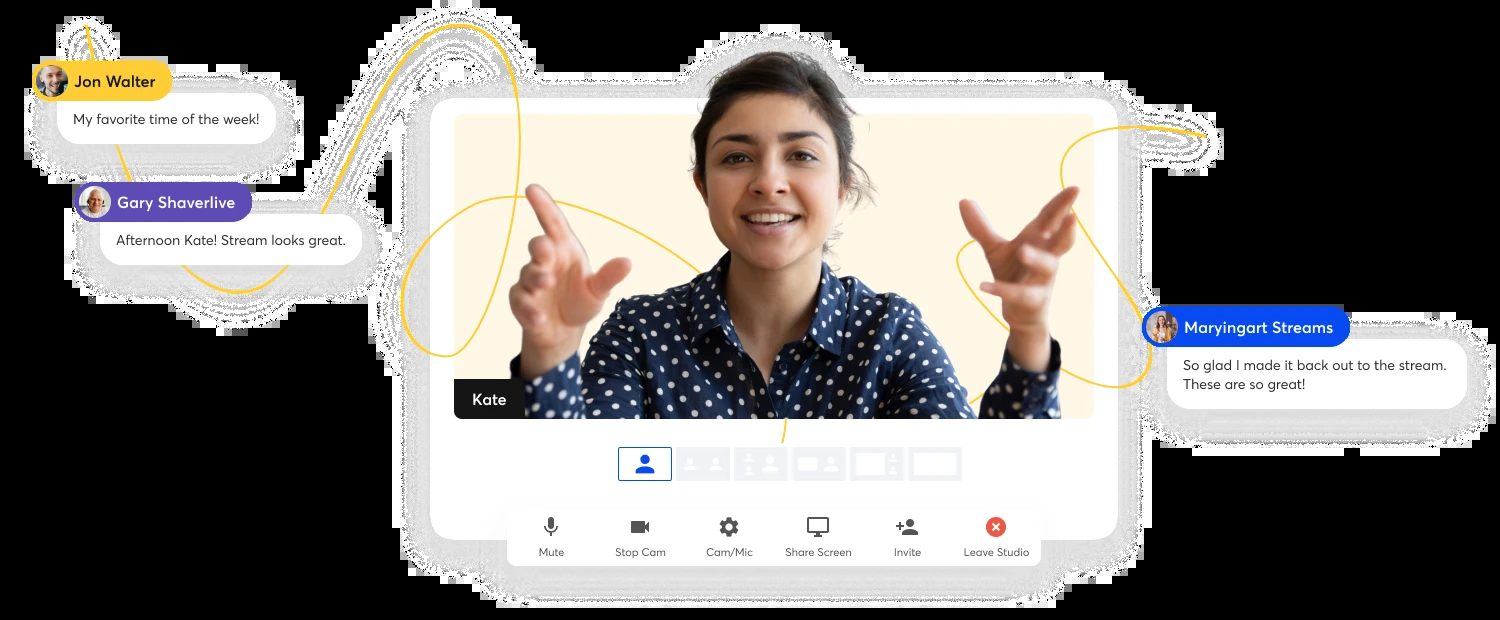 Jon Walter
My favorite time of the week!
Gary Shaverlive
Afternoon Kate! Stream looks great.
Kate
Maryingart Streams
So glad I made it back out to the stream.
These are so great!
Mute
Stop Cam
Cam/Mic
Share Screen
Invite
Leave Studio